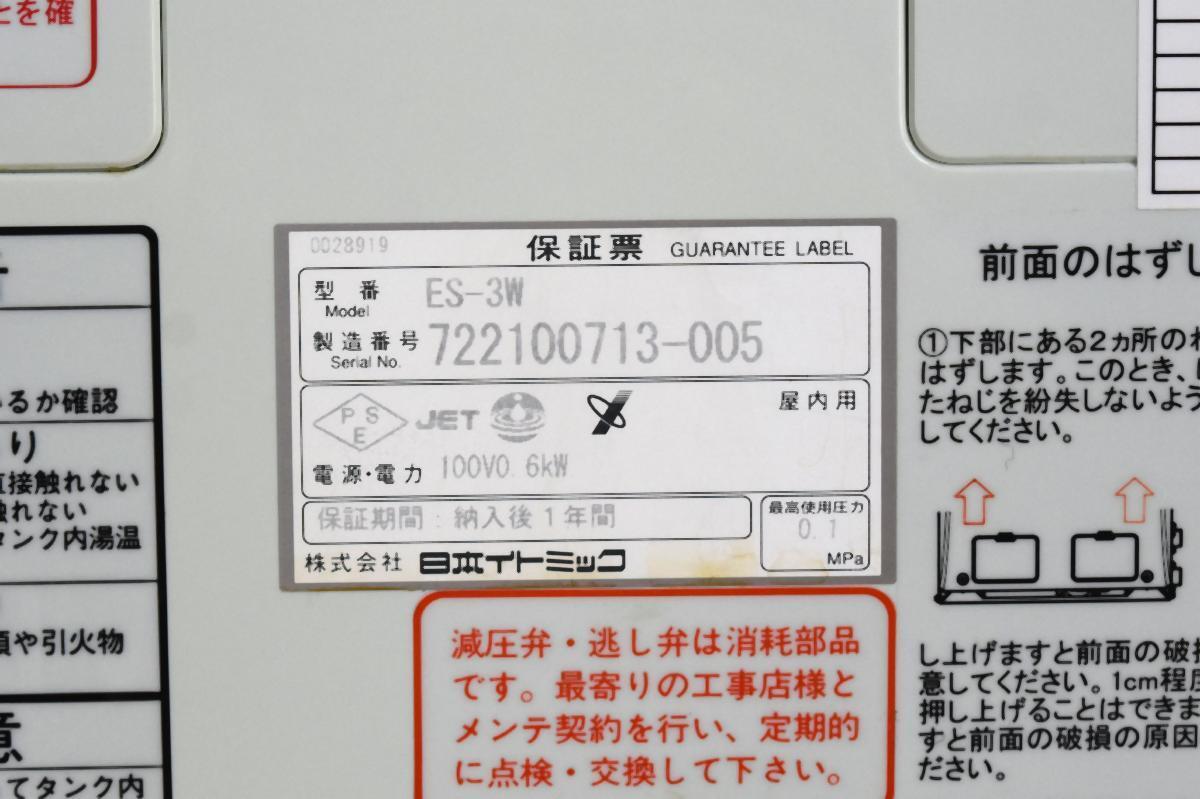 とを確
るか確認
り
直接触れない
触れない
タンク内湯温
類や引火物
意
てタンク内
0028919
保証票 GUARANTEE LABEL
型番 ES-3W
Model
製造番号 722100713-005
Serial No.
PSE JET 屋内用
電源・電力 100V0.6kW
保証期間：納入後1年間
最高使用圧力
0.1
MPa
株式会社 日本イトミック
減圧弁・逃し弁は消耗部品
です。最寄りの工事店様と
メンテ契約を行い、定期的
に点検・交換して下さい。
前面のはずし
①下部にある2ヵ所のね
はずします。このとき、
たねじを紛失しないよう
してください。
し上げますと前面の破損
意してください。1cm程度
押し上げることはできま
すと前面の破損の原因
ださい。